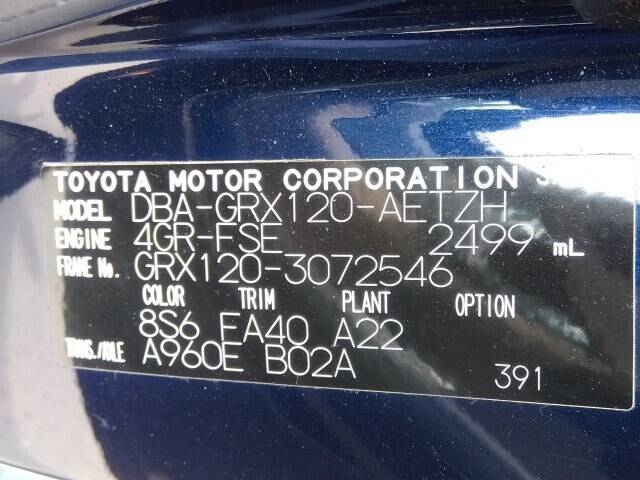 TOYOTA MOTOR CORPORATION
MODEL DBA-GRX120-AETZH
ENGINE 4GR-FSE 2499 mL
FRAME No. GRX120-3072546
COLOR TRIM PLANT OPTION
8S6 FA40 A22
TRANS./AXLE A960E B02A
391